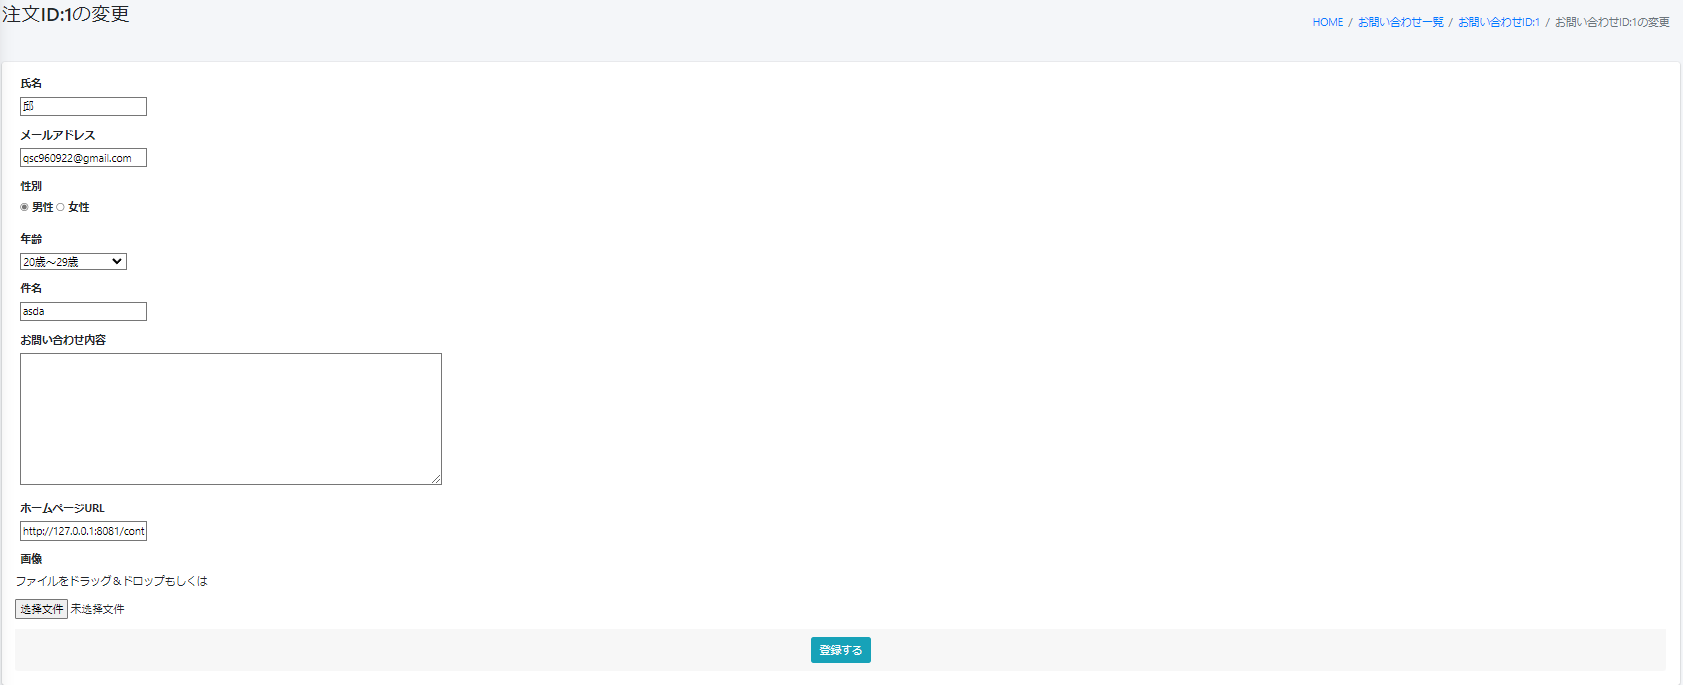 注文ID:1の変更
HOME / お問い合わせ一覧 / お問い合わせID:1 / お問い合わせID:1の変更
氏名
邱
メールアドレス
qsc960922@gmail.com
性別
男性 女性
年齢
20歳～29歳
件名
asda
お問い合わせ内容
ホームページURL
http://127.0.0.1:8081/cont
画像
ファイルをドラッグ＆ドロップもしくは
选择文件 未选择文件
登録する